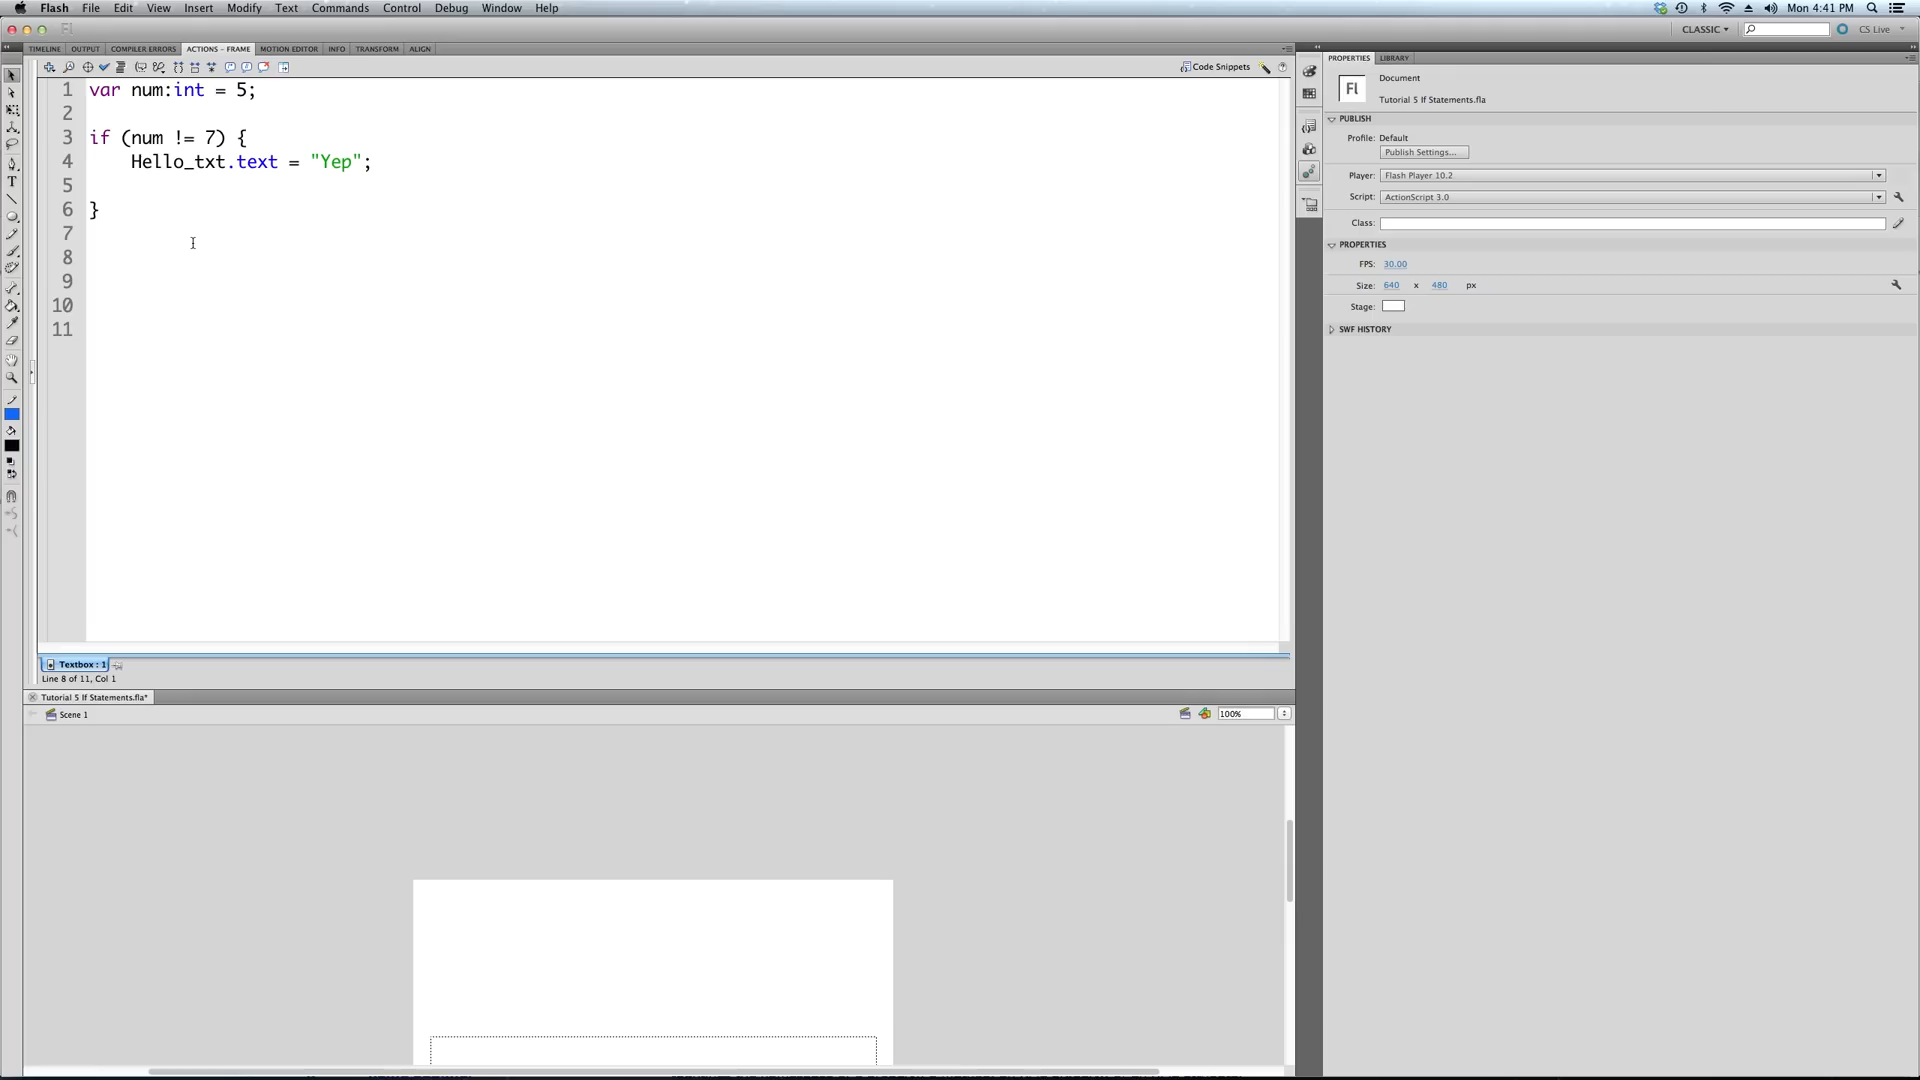 Flash File Edit View Insert Modify Text Commands Control Debug Window Help Mon 4:41 PM
Fl CLASSIC CS Live
TIMELINE OUTPUT COMPILER ERRORS ACTIONS – FRAME MOTION EDITOR INFO TRANSFORM ALIGN
Code Snippets
1 var num:int = 5;
2
3 if (num != 7) {
4 Hello_txt.text = "Yep";
5
6 }
7
8
9
10
11
Textbox : 1
Line 8 of 11, Col 1
Tutorial 5 If Statements.fla*
Scene 1 100%
PROPERTIES LIBRARY
Fl
Document
Tutorial 5 If Statements.fla
PUBLISH
Profile: Default
Publish Settings...
Player: Flash Player 10.2
Script: ActionScript 3.0
Class:
PROPERTIES
FPS: 30.00
Size: 640 x 480 px
Stage:
SWF HISTORY